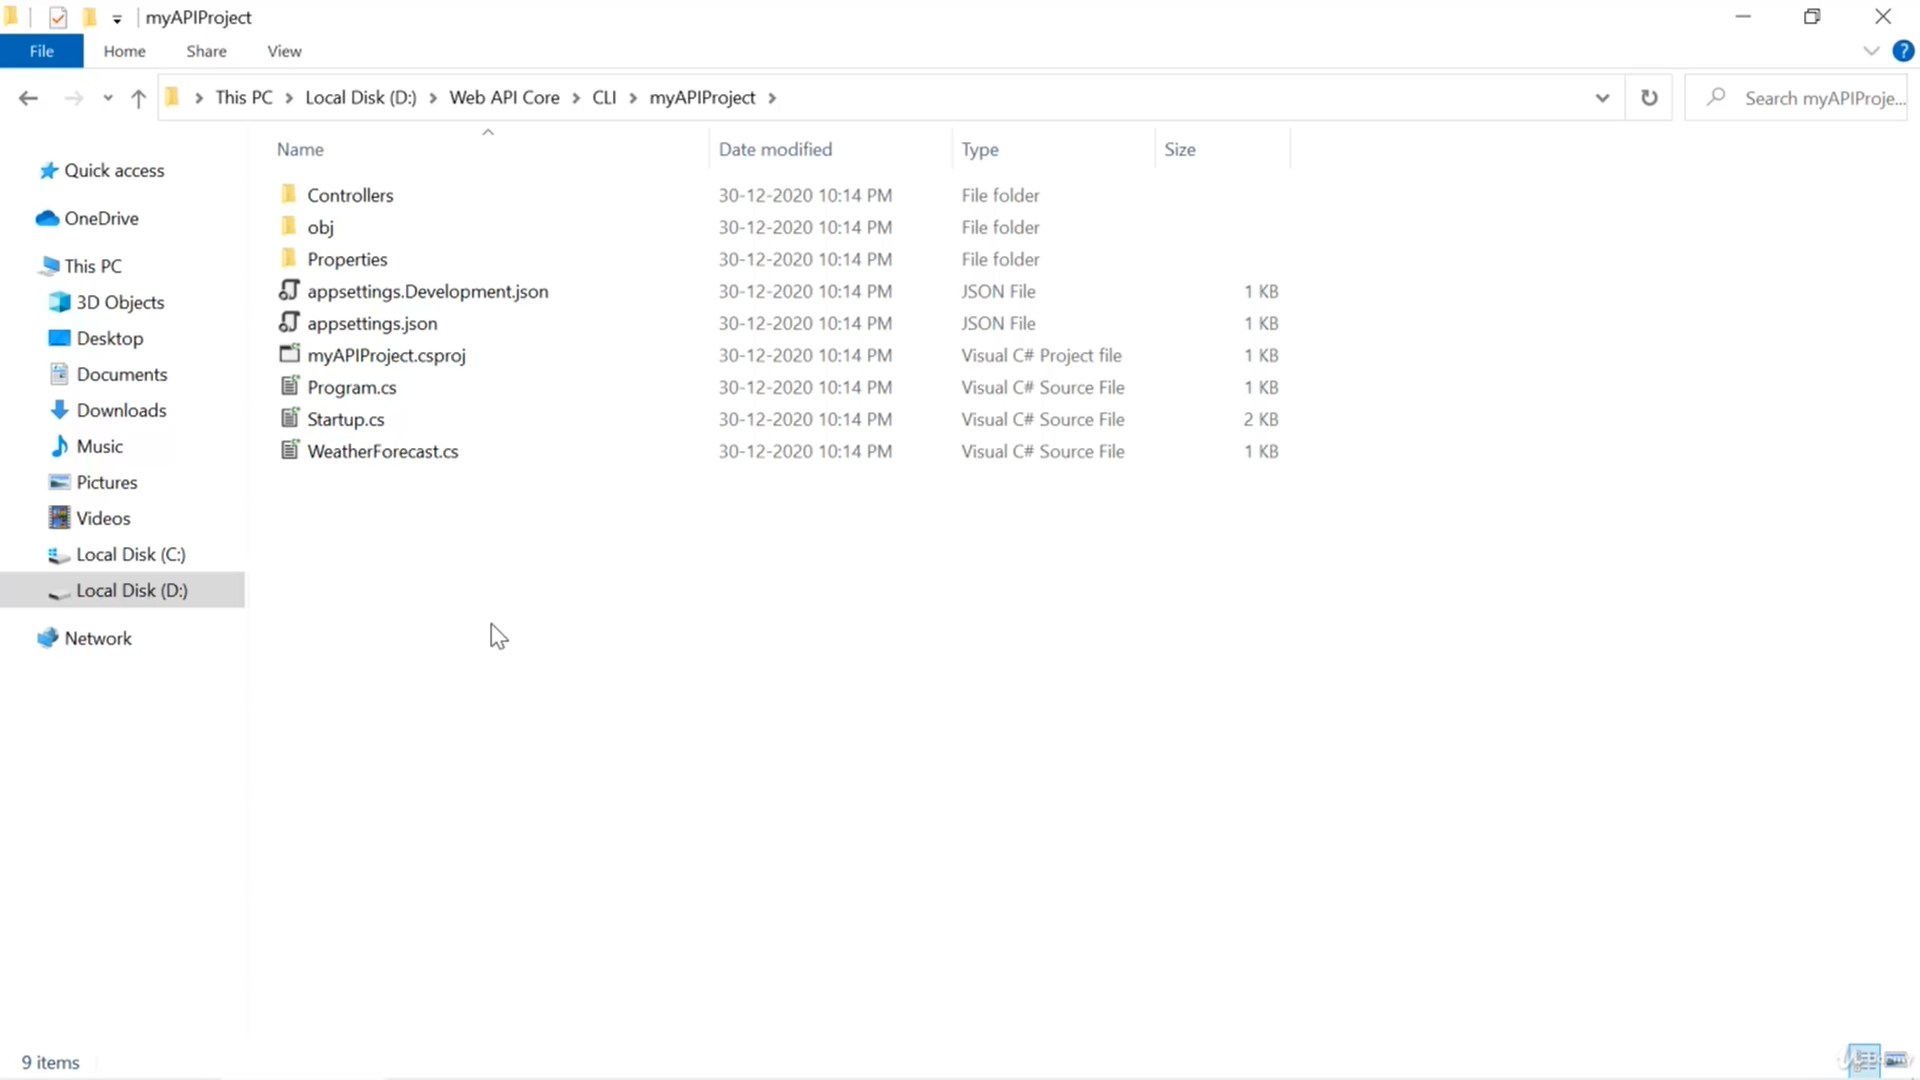 myAPIProject
File Home Share View
This PC Local Disk (D:) Web API Core CLI myAPIProject
Search myAPIProje...
Name Date modified Type Size
Quick access
OneDrive
This PC
3D Objects
Desktop
Documents
Downloads
Music
Pictures
Videos
Local Disk (C:)
Local Disk (D:)
Network
Controllers 30-12-2020 10:14 PM File folder
obj 30-12-2020 10:14 PM File folder
Properties 30-12-2020 10:14 PM File folder
appsettings.Development.json 30-12-2020 10:14 PM JSON File 1 KB
appsettings.json 30-12-2020 10:14 PM JSON File 1 KB
myAPIProject.csproj 30-12-2020 10:14 PM Visual C# Project file 1 KB
Program.cs 30-12-2020 10:14 PM Visual C# Source File 1 KB
Startup.cs 30-12-2020 10:14 PM Visual C# Source File 2 KB
WeatherForecast.cs 30-12-2020 10:14 PM Visual C# Source File 1 KB
9 items